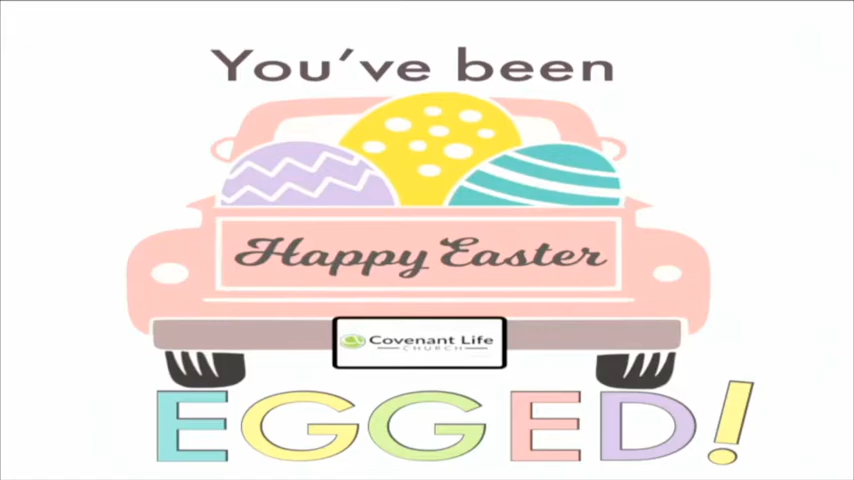 You've been
Happy Easter
Covenant Life
CHURCH
EGGED!